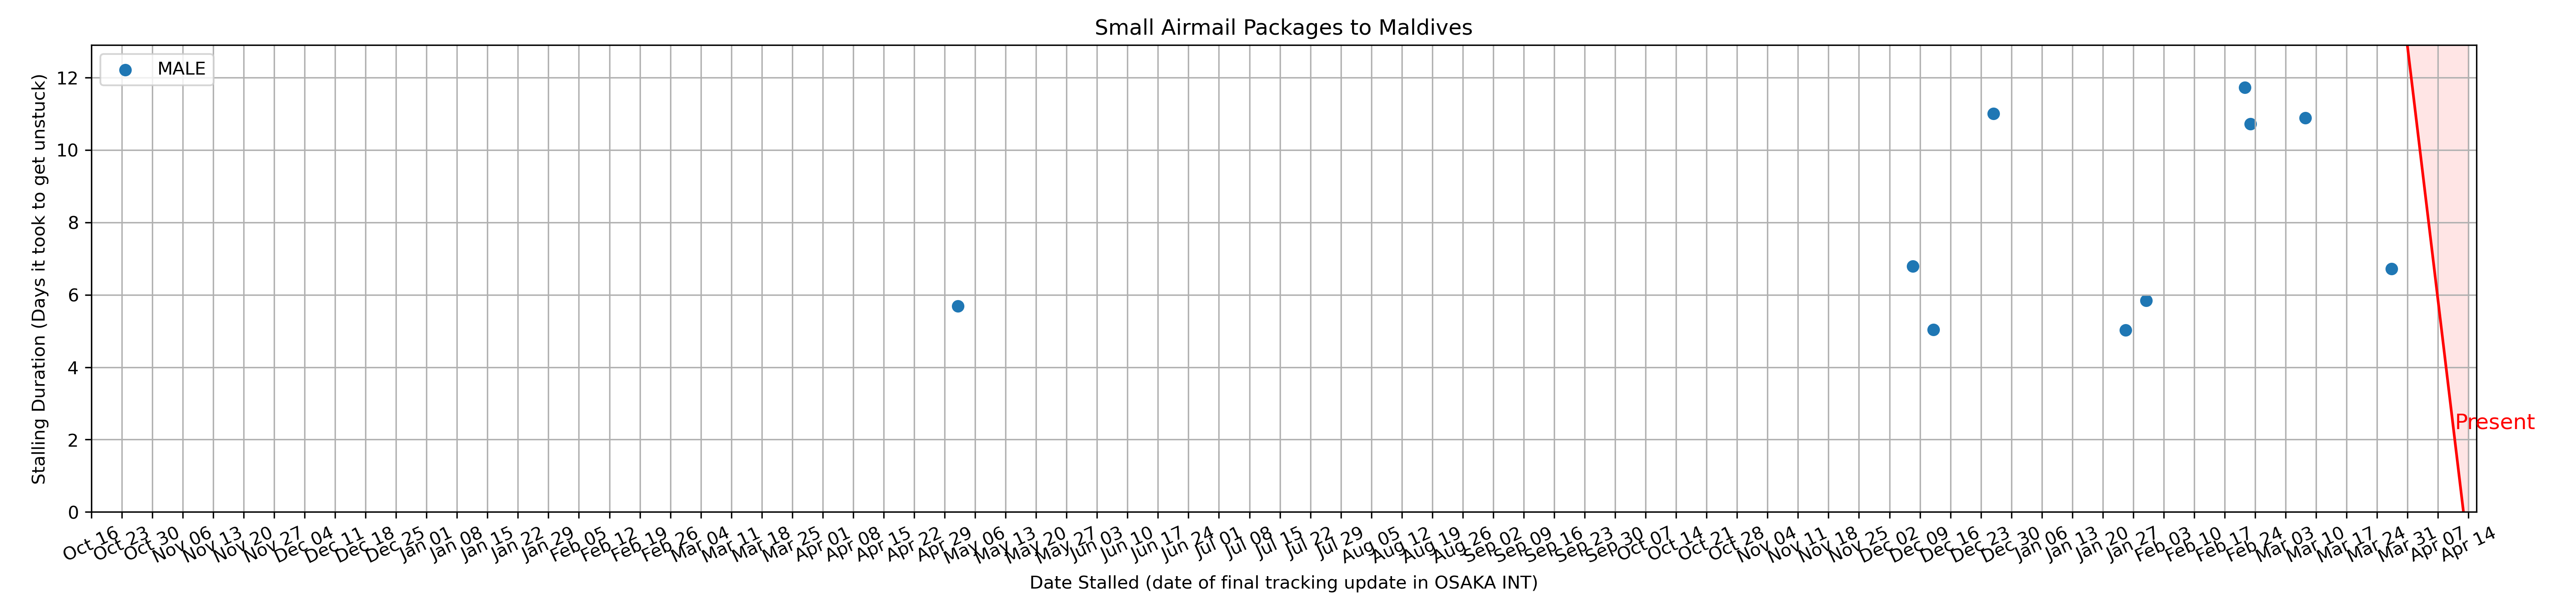 Small Airmail Packages to Maldives
MALE
Stalling Duration (Days it took to get unstuck)
12
10
8
6
4
2
0
Present
Oct 16 Oct 23 Oct 30 Nov 06 Nov 13 Nov 20 Nov 27 Dec 04 Dec 11 Dec 18 Dec 25 Jan 01 Jan 08 Jan 15 Jan 22 Jan 29 Feb 05 Feb 12 Feb 19 Feb 26 Mar 04 Mar 11 Mar 18 Mar 25 Apr 01 Apr 08 Apr 15 Apr 22 Apr 29 May 06 May 13 May 20 May 27 Jun 03 Jun 10 Jun 17 Jun 24 Jul 01 Jul 08 Jul 15 Jul 22 Jul 29 Aug 05 Aug 12 Aug 19 Aug 26 Sep 02 Sep 09 Sep 16 Sep 23 Sep 30 Oct 07 Oct 14 Oct 21 Oct 28 Nov 04 Nov 11 Nov 18 Nov 25 Dec 02 Dec 09 Dec 16 Dec 23 Dec 30 Jan 06 Jan 13 Jan 20 Jan 27 Feb 03 Feb 10 Feb 17 Feb 24 Mar 03 Mar 10 Mar 17 Mar 24 Mar 31 Apr 07 Apr 14
Date Stalled (date of final tracking update in OSAKA INT)